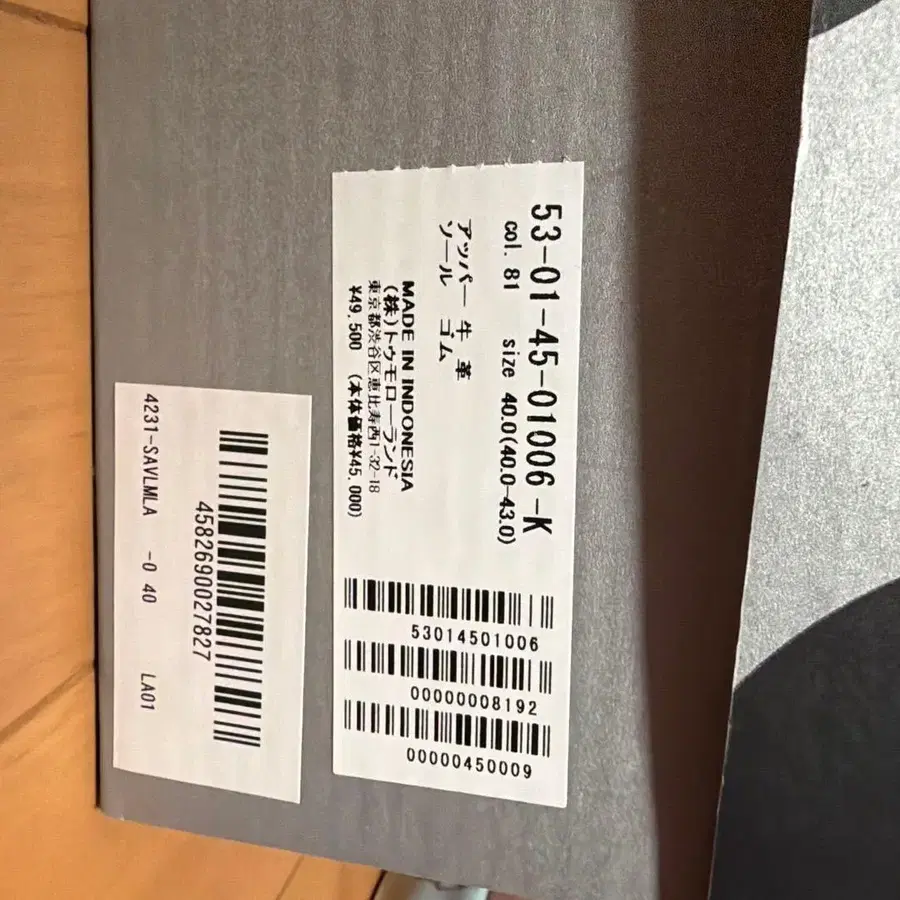 53-01-45-01006 -K
col. 81 size 40.0(40.0-43.0)
アッパー 牛 革
ソール ゴム
MADE IN INDONESIA
(株)トゥモローランド
東京都渋谷区恵比寿西1-32-18
¥49,500 (本体価格¥45,000)
53014501006
00000008192
00000450009
4582690027827
4231-SAVLMLA -0 40 LA01